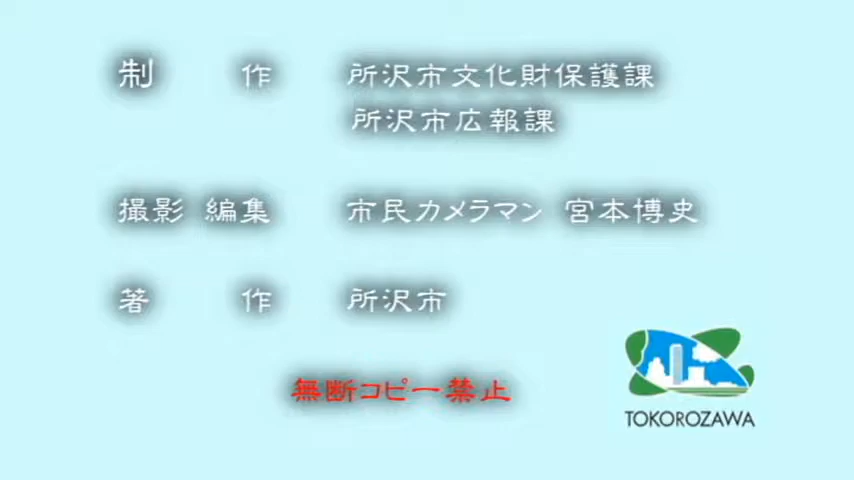 制 作 所沢市文化財保護課
所沢市広報課
撮影 編集 市民カメラマン 宮本博史
著 作 所沢市
無断コピー禁止
TOKOROZAWA